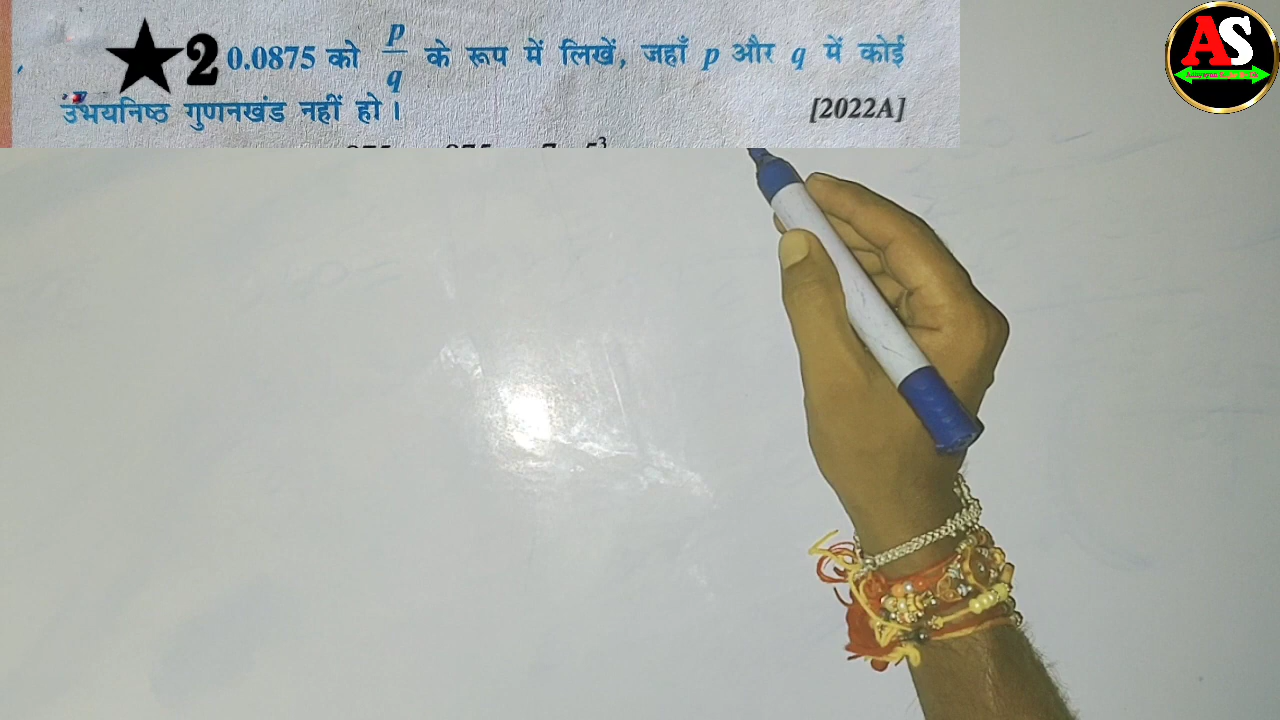 ★2 0.0875 को p/q के रूप में लिखें, जहाँ p और q में कोई
उभयनिष्ठ गुणनखंड नहीं हो। [2022A]
AS